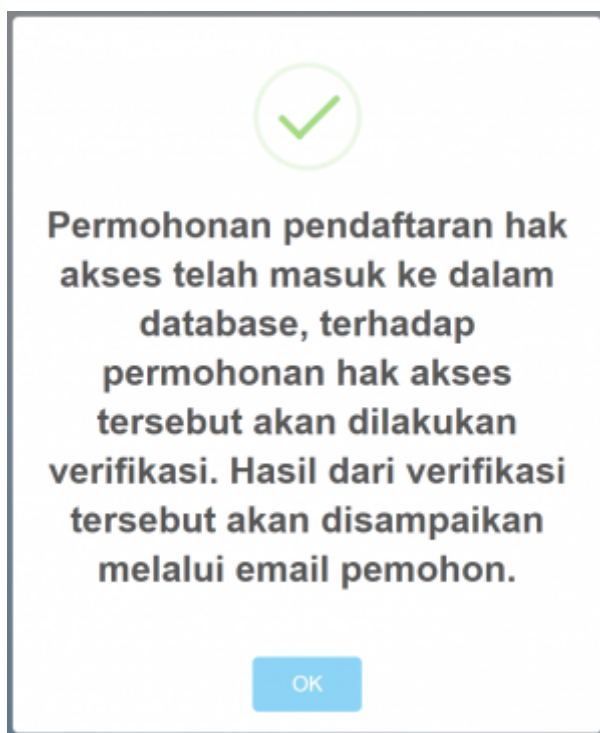 Permohonan pendaftaran hak
akses telah masuk ke dalam
database, terhadap
permohonan hak akses
tersebut akan dilakukan
verifikasi. Hasil dari verifikasi
tersebut akan disampaikan
melalui email pemohon.
OK